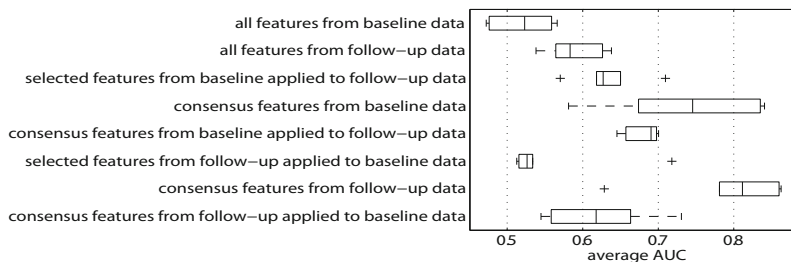 all features from baseline data
all features from follow−up data
selected features from baseline applied to follow−up data
consensus features from baseline data
consensus features from baseline applied to follow−up data
selected features from follow−up applied to baseline data
consensus features from follow−up data
consensus features from follow−up applied to baseline data
0.5 0.6 0.7 0.8
average AUC